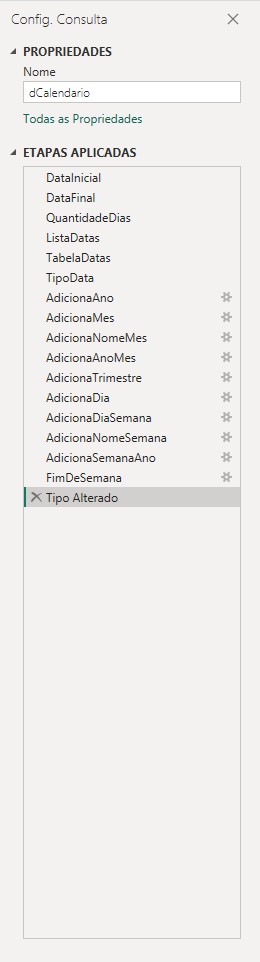 Config. Consulta
PROPRIEDADES
Nome
dCalendario
Todas as Propriedades
ETAPAS APLICADAS
DataInicial
DataFinal
QuantidadeDias
ListaDatas
TabelaDatas
TipoData
AdicionaAno
AdicionaMes
AdicionaNomeMes
AdicionaAnoMes
AdicionaTrimestre
AdicionaDia
AdicionaDiaSemana
AdicionaNomeSemana
AdicionaSemanaAno
FimDeSemana
Tipo Alterado